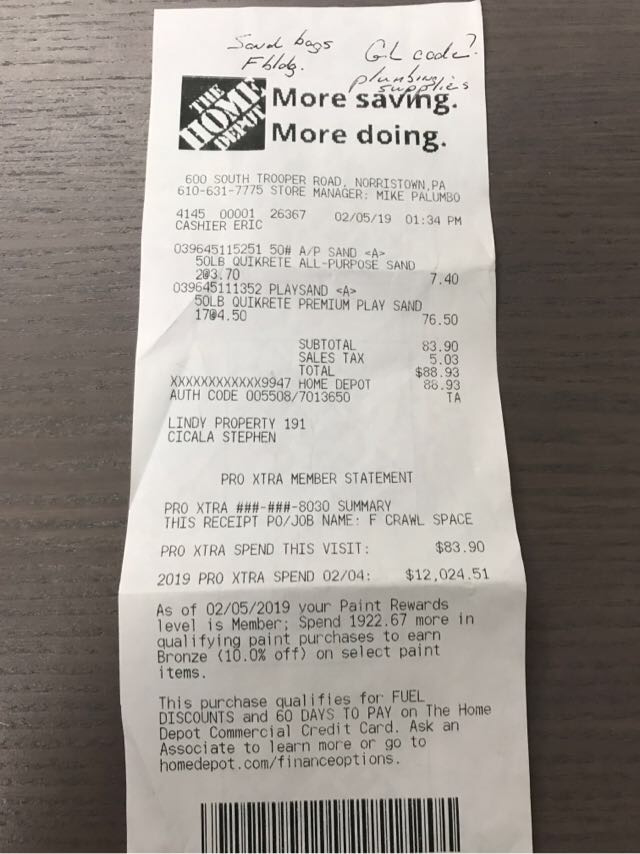 Sand bags
F bldg.
GL code?
plumbing supplies
THE HOME DEPOT
More saving.
More doing.
600 SOUTH TROOPER ROAD, NORRISTOWN,PA
610-631-7775 STORE MANAGER: MIKE PALUMBO
4145 00001 26367 02/05/19 01:34 PM
CASHIER ERIC
039645115251 50# A/P SAND <A>
50LB QUIKRETE ALL-PURPOSE SAND
2@3.70 7.40
039645111352 PLAYSAND <A>
50LB QUIKRETE PREMIUM PLAY SAND
17@4.50 76.50
SUBTOTAL 83.90
SALES TAX 5.03
TOTAL $88.93
XXXXXXXXXXXX9947 HOME DEPOT 88.93
AUTH CODE 005508/7013650 TA
LINDY PROPERTY 191
CICALA STEPHEN
PRO XTRA MEMBER STATEMENT
PRO XTRA ###-###-8030 SUMMARY
THIS RECEIPT PO/JOB NAME: F CRAWL SPACE
PRO XTRA SPEND THIS VISIT: $83.90
2019 PRO XTRA SPEND 02/04: $12,024.51
As of 02/05/2019 your Paint Rewards
level is Member; Spend 1922.67 more in
qualifying paint purchases to earn
Bronze (10.0% off) on select paint
items.
This purchase qualifies for FUEL
DISCOUNTS and 60 DAYS TO PAY on The Home
Depot Commercial Credit Card. Ask an
Associate to learn more or go to
homedepot.com/financeoptions.